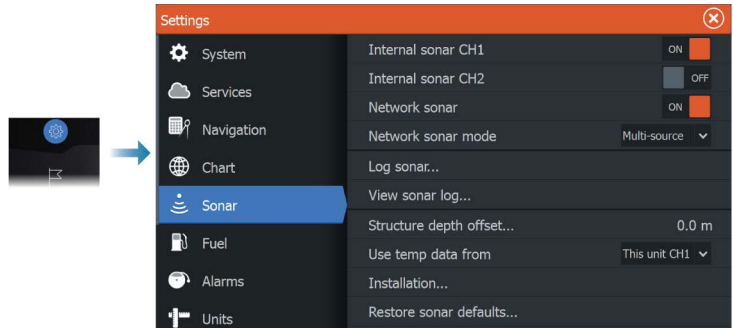 Settings
System
Services
Navigation
Chart
Sonar
Fuel
Alarms
Units
Internal sonar CH1 ON
Internal sonar CH2 OFF
Network sonar ON
Network sonar mode Multi-source
Log sonar...
View sonar log...
Structure depth offset... 0.0 m
Use temp data from This unit CH1
Installation...
Restore sonar defaults...